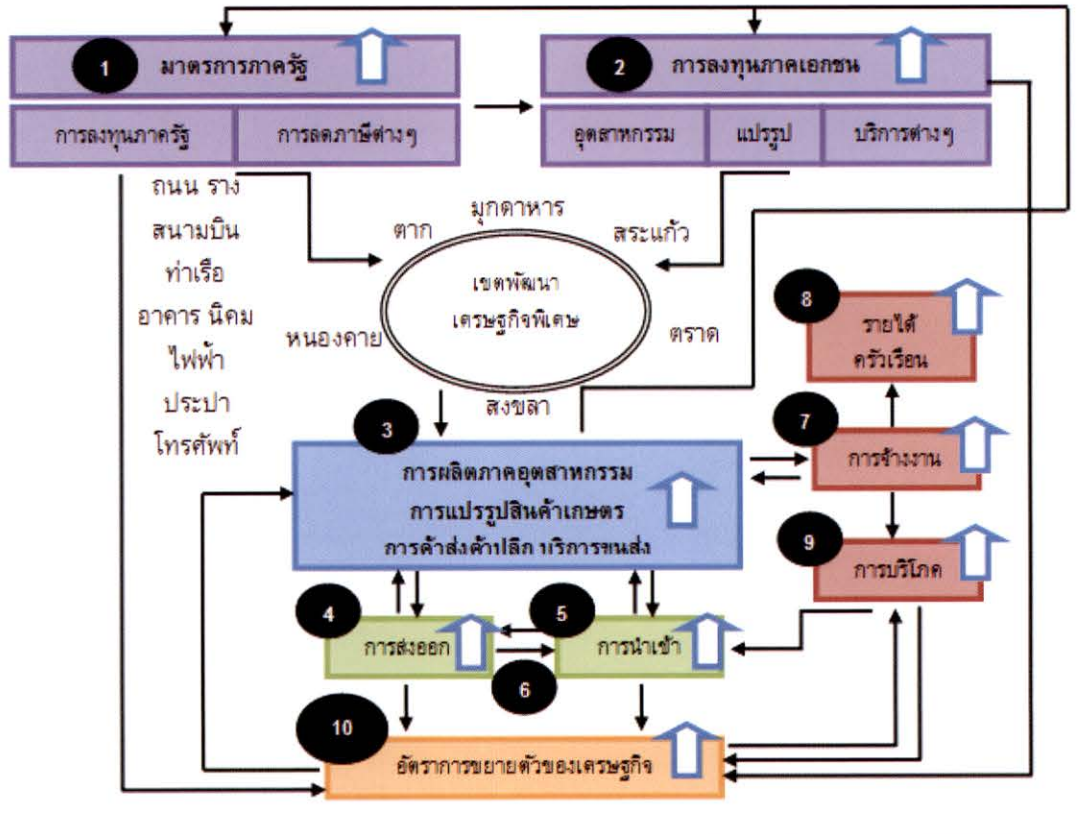 1 มาตรการภาครัฐ
2 การลงทุนภาคเอกชน
การลงทุนภาครัฐ
การลดภาษีต่างๆ
อุตสาหกรรม
แปรรูป
บริการต่างๆ
ถนน ราง
สนามบิน
ท่าเรือ
อาคาร นิคม
ไฟฟ้า
ประปา
โทรศัพท์
มุกดาหาร
ตาก
สระแก้ว
เขตพัฒนา
เศรษฐกิจพิเศษ
หนองคาย
ตราด
สงขลา
8
รายได้
ครัวเรือน
3
การผลิตภาคอุตสาหกรรม
การแปรรูปสินค้าเกษตร
การค้าส่งค้าปลีก บริการขนส่ง
7
การจ้างงาน
9
การบริโภค
4
การส่งออก
5
การนำเข้า
6
10
อัตราการขยายตัวของเศรษฐกิจ